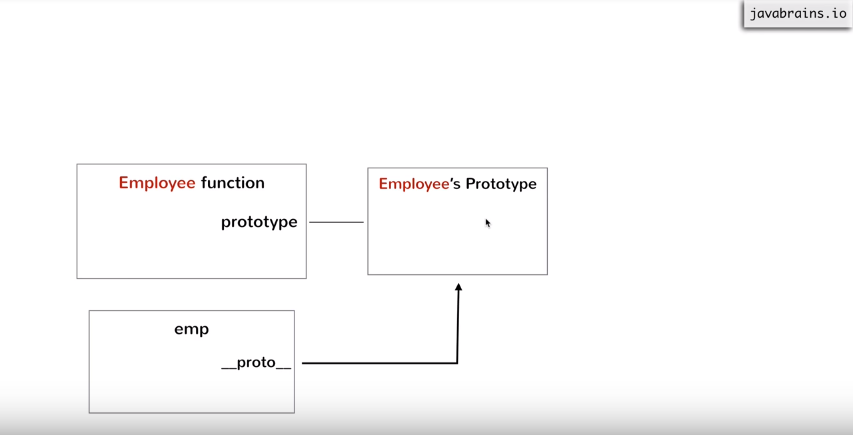 javabrains.io
Employee function
prototype
Employee's Prototype
emp
__proto__